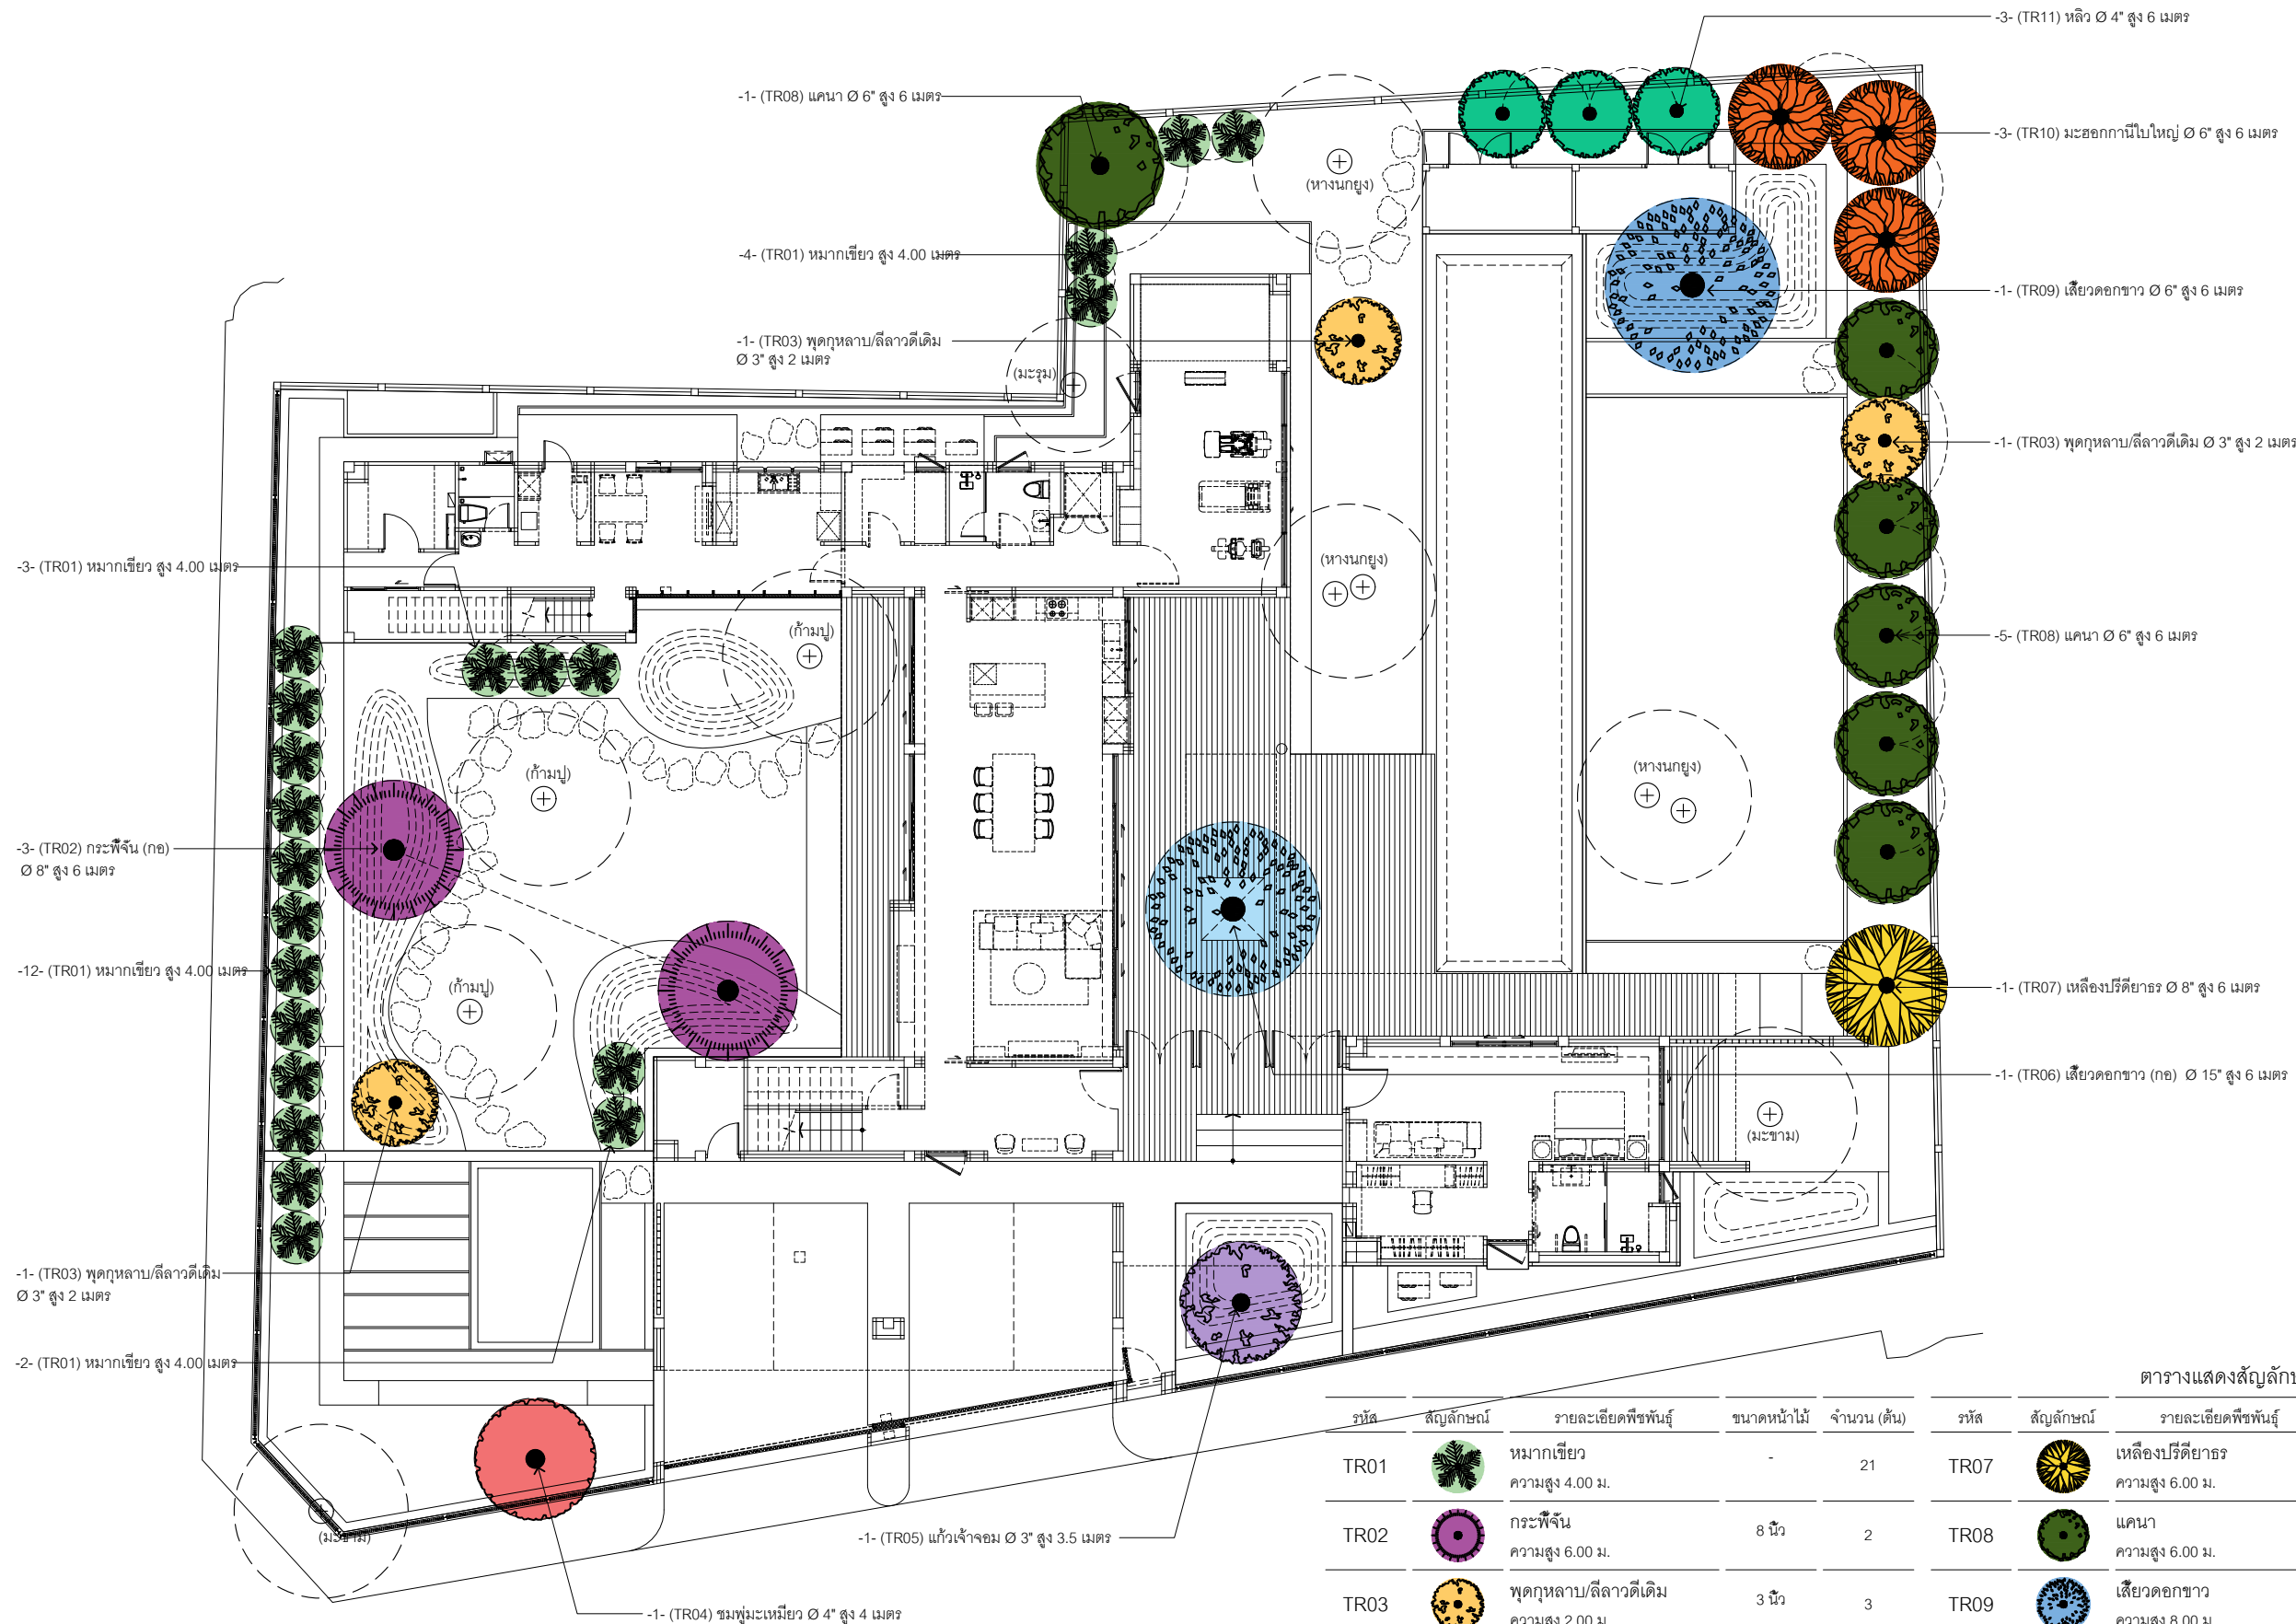 -3- (TR11) หลิว Ø 4" สูง 6 เมตร
-1- (TR08) แคนา Ø 6" สูง 6 เมตร
-3- (TR10) มะฮอกกานีใบใหญ่ Ø 6" สูง 6 เมตร
(หางนกยูง)
-4- (TR01) หมากเขียว สูง 4.00 เมตร
-1- (TR09) เสี้ยวดอกขาว Ø 6" สูง 6 เมตร
-1- (TR03) พุดกุหลาบ/ลีลาวดีเดิม
Ø 3" สูง 2 เมตร
(มะรุม)
-1- (TR03) พุดกุหลาบ/ลีลาวดีเดิม Ø 3" สูง 2 เมตร
-3- (TR01) หมากเขียว สูง 4.00 เมตร
(หางนกยูง)
(ก้ามปู)
-5- (TR08) แคนา Ø 6" สูง 6 เมตร
(ก้ามปู)
(หางนกยูง)
-3- (TR02) กระพี้จั่น (กอ)
Ø 8" สูง 6 เมตร
-12- (TR01) หมากเขียว สูง 4.00 เมตร
(ก้ามปู)
-1- (TR07) เหลืองปรีดียาธร Ø 8" สูง 6 เมตร
-1- (TR06) เสี้ยวดอกขาว (กอ) Ø 15" สูง 6 เมตร
(มะขาม)
-1- (TR03) พุดกุหลาบ/ลีลาวดีเดิม
Ø 3" สูง 2 เมตร
-2- (TR01) หมากเขียว สูง 4.00 เมตร
(มะขาม)
-1- (TR05) แก้วเจ้าจอม Ø 3" สูง 3.5 เมตร
-1- (TR04) ชมพู่มะเหมี่ยว Ø 4" สูง 4 เมตร
ตารางแสดงสัญลักษ
รหัส สัญลักษณ์ รายละเอียดพืชพันธุ์ ขนาดหน้าไม้ จำนวน (ต้น) รหัส สัญลักษณ์ รายละเอียดพืชพันธุ์
TR01 หมากเขียว - 21 TR07 เหลืองปรีดียาธร
ความสูง 4.00 ม. ความสูง 6.00 ม.
TR02 กระพี้จั่น 8 นิ้ว 2 TR08 แคนา
ความสูง 6.00 ม. ความสูง 6.00 ม.
TR03 พุดกุหลาบ/ลีลาวดีเดิม 3 นิ้ว 3 TR09 เสี้ยวดอกขาว
ความสูง 2.00 ม. ความสูง 8.00 ม.